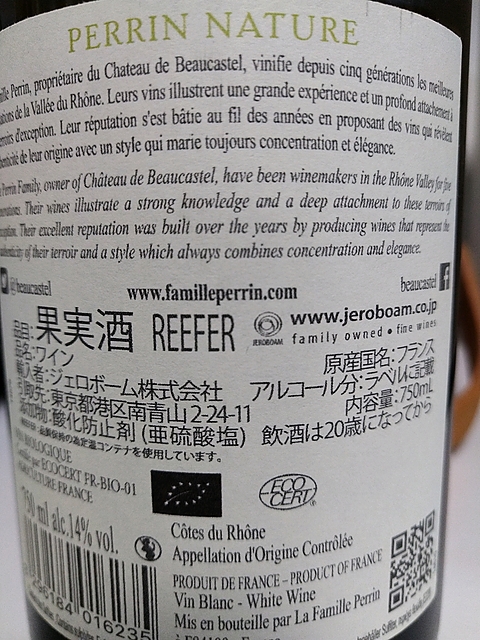 PERRIN NATURE
Perrin, propriétaire du Chateau de Beaucastel, vinifie depuis cinq générations les meilleures
de la Vallée du Rhône. Leurs vins illustrent une grande expérience et un profond attachement à
d'exception. Leur réputation s'est bâtie au fil des années en proposant des vins qui révèlent
de leur origine avec un style qui marie toujours concentration et élégance.
Perrin Family, owner of Château de Beaucastel, have been winemakers in the Rhône Valley for five
Their wines illustrate a strong knowledge and a deep attachment to these terroirs of
Their excellent reputation was built over the years by producing wines that represent the
authenticity of their terroir and a style which always combines concentration and elegance.
@beaucastel
beaucastel
www.familleperrin.com
品目:果実酒 REEFER
JEROBOAM
www.jeroboam.co.jp
family owned • fine wines
品名:ワイン
原産国名:フランス
輸入者:ジェロボーム株式会社
アルコール分:ラベルに記載
引取先:東京都港区南青山2-24-11
内容量:750mL
添加物:酸化防止剤(亜硫酸塩)
飲酒は20歳になってから
定温コンテナを使用しています。
BIOLOGIQUE
par ECOCERT FR-BIO-01
AGRICULTURE FRANCE
ECO
CERT
750 ml alc.14% vol.
Côtes du Rhône
Appellation d'Origine Contrôlée
PRODUIT DE FRANCE – PRODUCT OF FRANCE
Vin Blanc - White Wine
Mis en bouteille par La Famille Perrin
016235